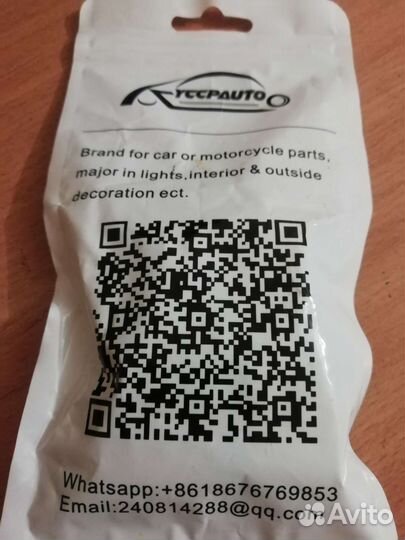 YCCPAUTO
Brand for car or motorcycle parts,
major in lights,interior & outside
decoration ect.
Whatsapp:+8618676769853
Email:240814288@qq.com
Avito